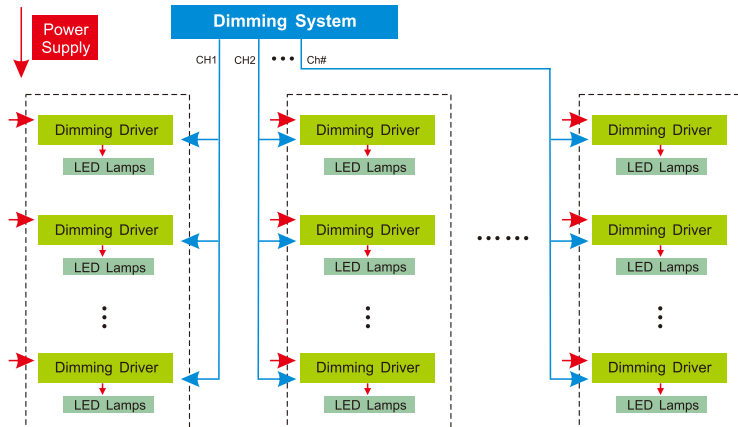 Dimming System
Power
Supply
CH1 CH2 ••• Ch#
Dimming Driver Dimming Driver Dimming Driver
LED Lamps LED Lamps LED Lamps
Dimming Driver Dimming Driver Dimming Driver
LED Lamps LED Lamps LED Lamps
Dimming Driver Dimming Driver Dimming Driver
LED Lamps LED Lamps LED Lamps